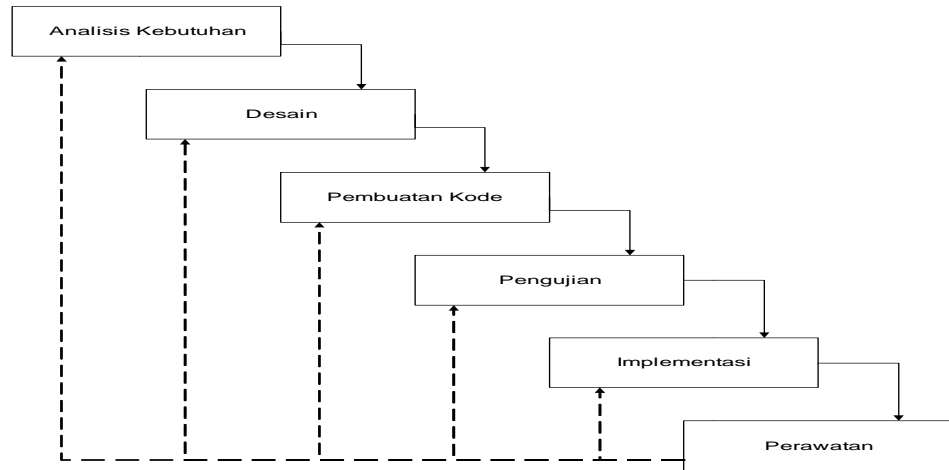 Analisis Kebutuhan
Desain
Pembuatan Kode
Pengujian
Implementasi
Perawatan